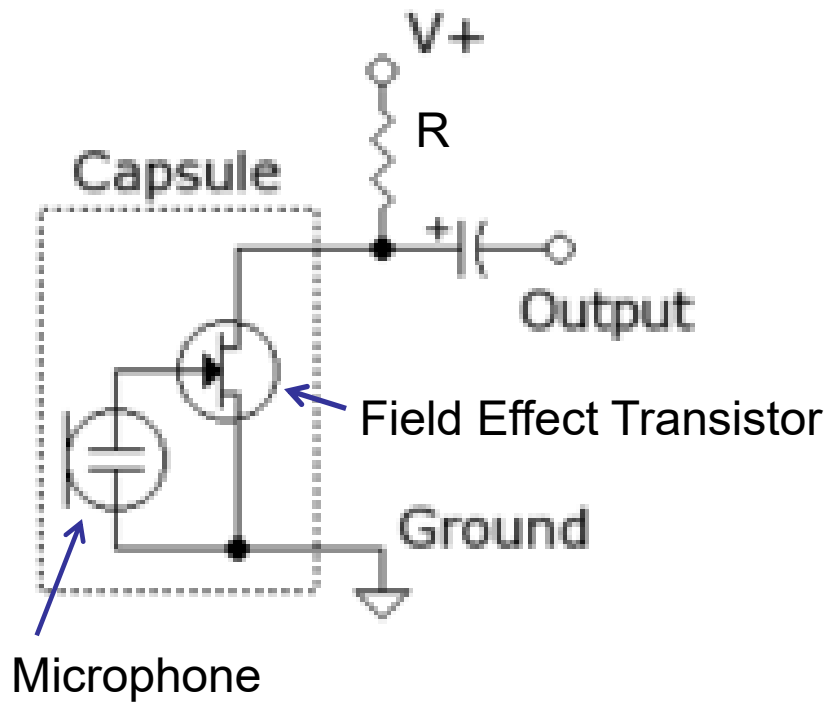 V+
R
Capsule
+
Output
Field Effect Transistor
Ground
Microphone